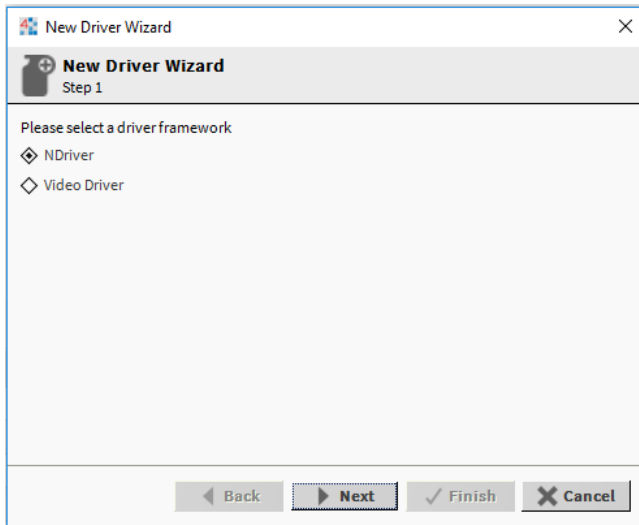 New Driver Wizard
New Driver Wizard
Step 1
Please select a driver framework
NDriver
Video Driver
Back
Next
Finish
Cancel